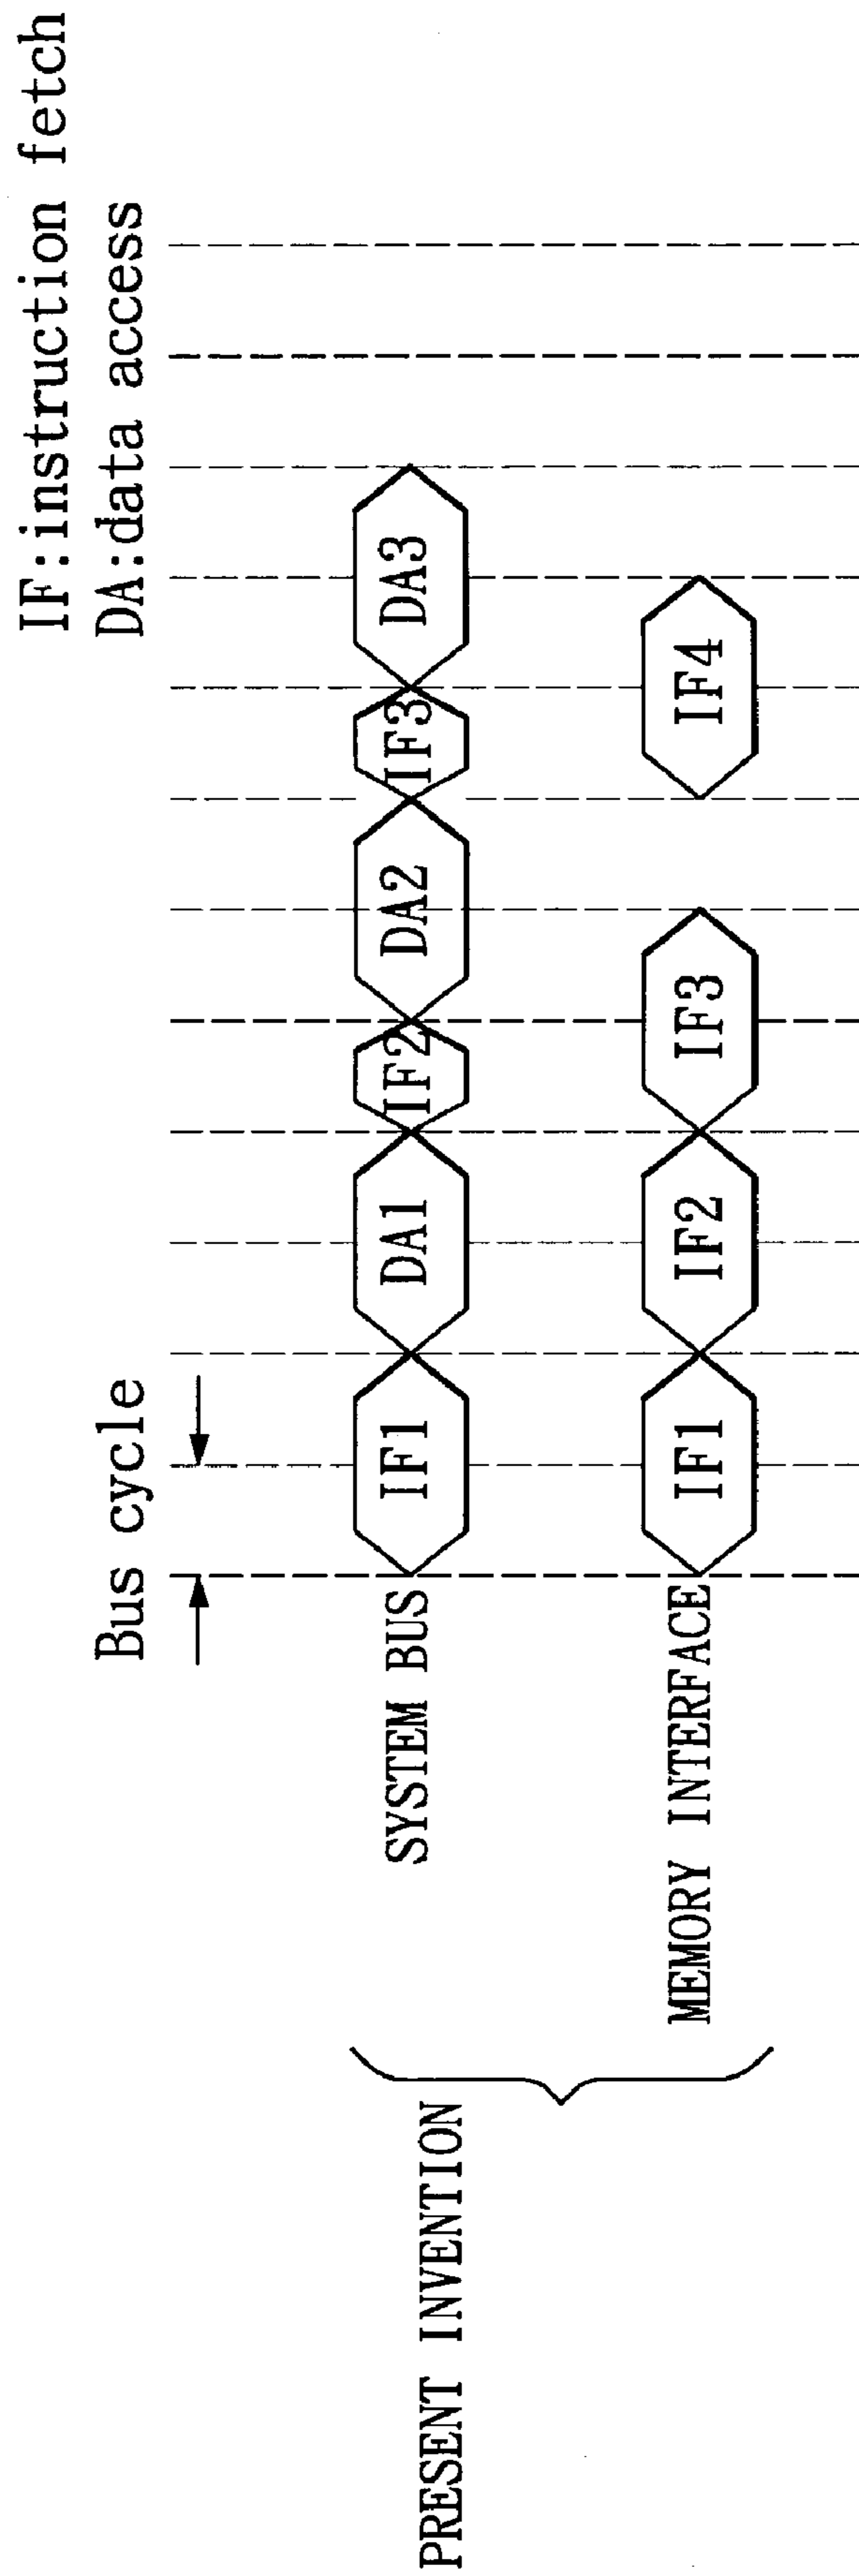 IF:instruction fetch
DA:data access
Bus cycle
PRESENT INVENTION
SYSTEM BUS
IF1
DA1
IF2
DA2
IF3
DA3
MEMORY INTERFACE
IF1
IF2
IF3
IF4